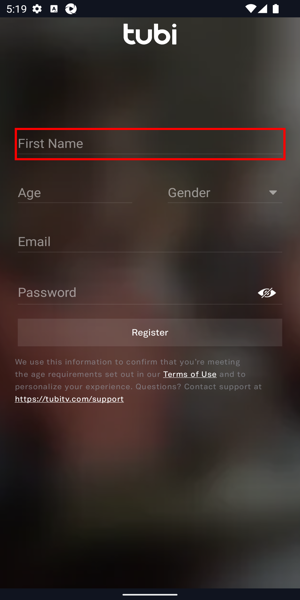 5:19
tubi
First Name
Age
Gender
Email
Password
Register
We use this information to confirm that you're meeting
the age requirements set out in our Terms of Use and to
personalize your experience. Questions? Contact support at
https://tubitv.com/support